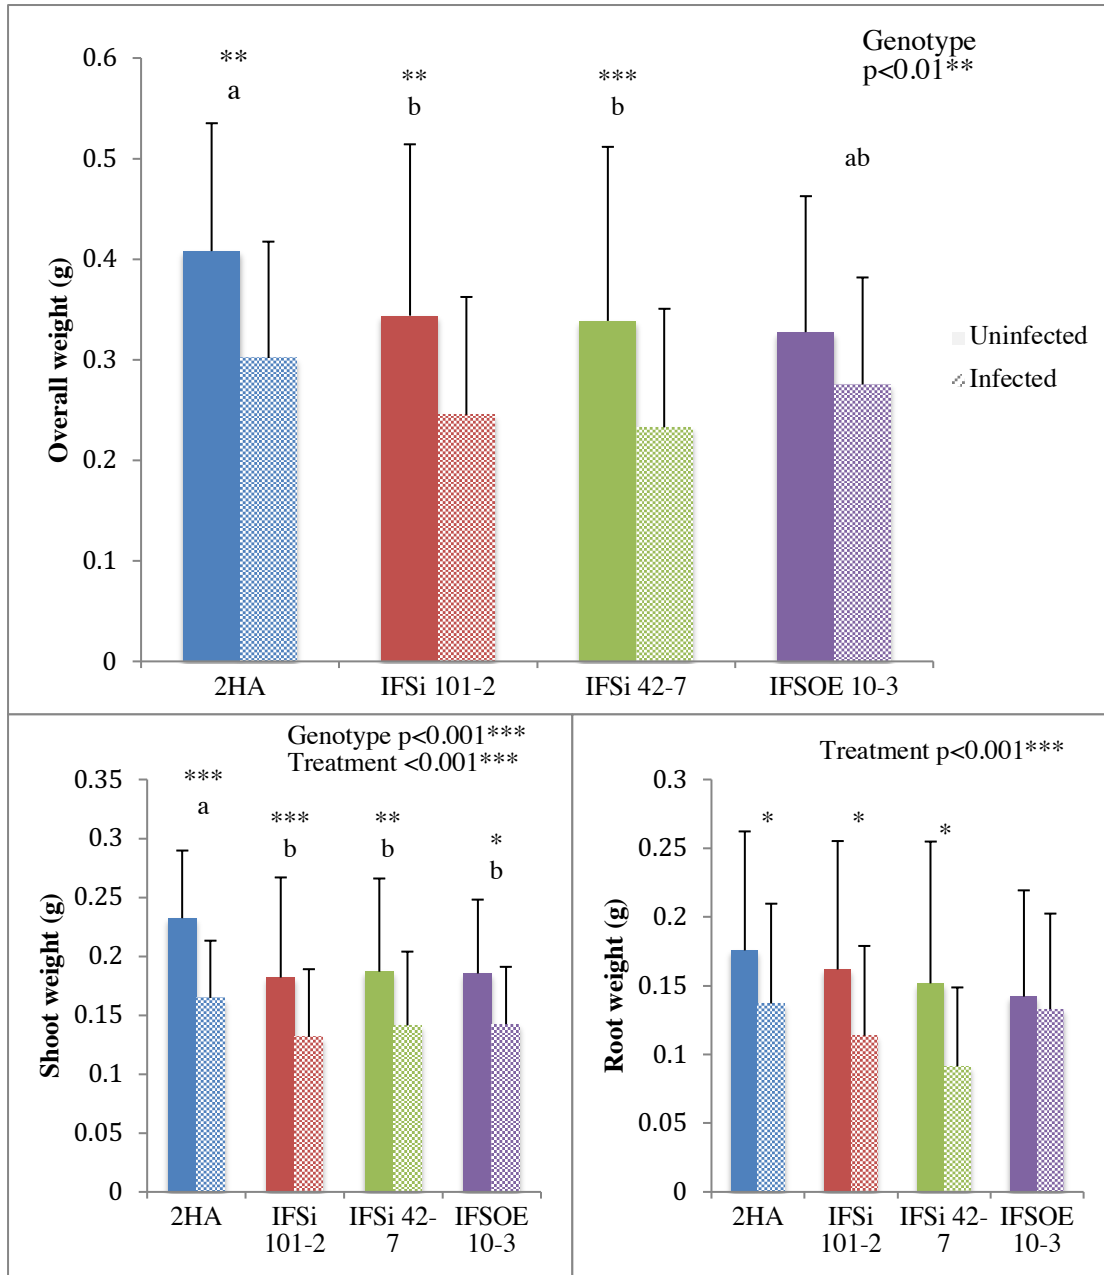 Genotype
p<0.01**
0.6
0.5
0.4
0.3
0.2
0.1
0
Overall weight (g)
**
a
**
b
***
b
ab
Uninfected
Infected
2HA
IFSi 101-2
IFSi 42-7
IFSOE 10-3
Genotype p<0.001***
Treatment <0.001***
0.35
0.3
0.25
0.2
0.15
0.1
0.05
0
Shoot weight (g)
***
a
***
b
**
b
*
b
2HA
IFSi
101-2
IFSi 42-
7
IFSOE
10-3
Treatment p<0.001***
0.3
0.25
0.2
0.15
0.1
0.05
0
Root weight (g)
*
*
*
2HA
IFSi
101-2
IFSi 42-
7
IFSOE
10-3